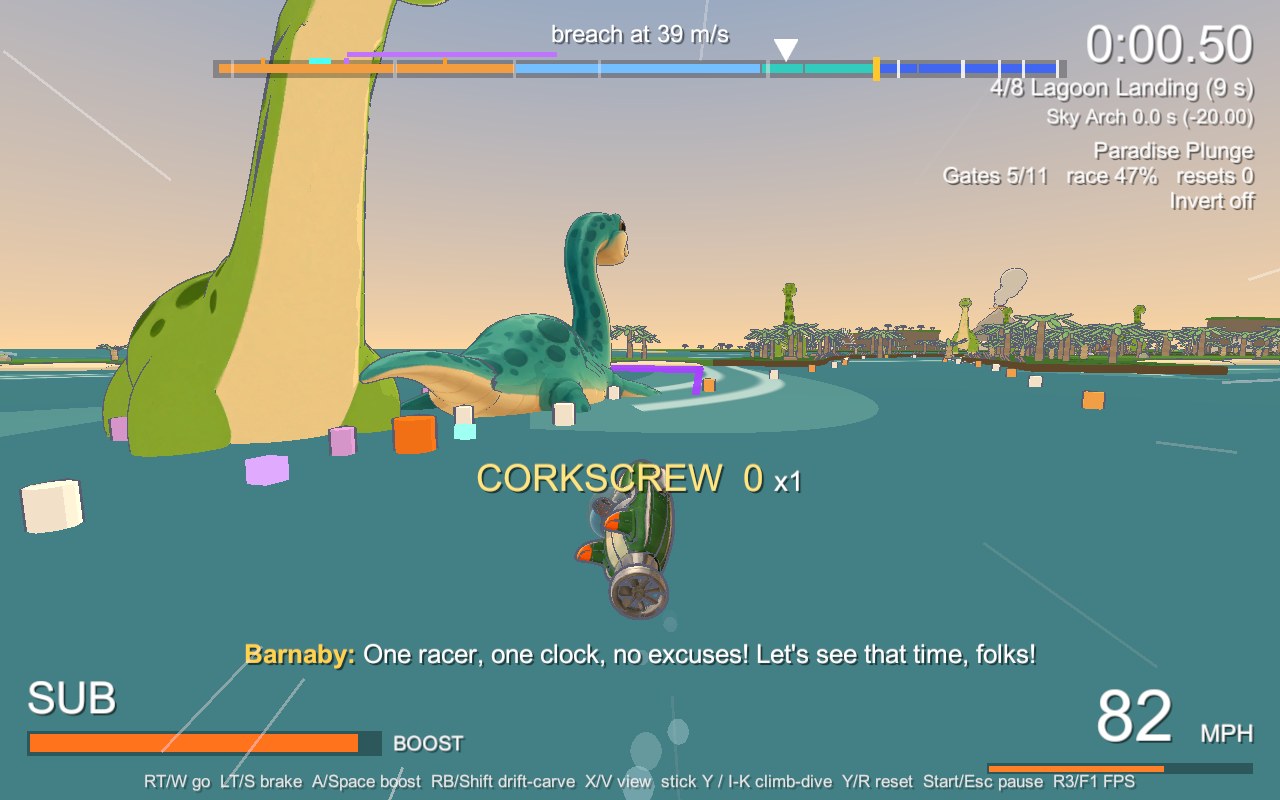 breach at 39 m/s
0:00.50
4/8 Lagoon Landing (9 s)
Sky Arch 0.0 s (-20.00)
Paradise Plunge
Gates 5/11 race 47% resets 0
Invert off
CORKSCREW 0 x1
Barnaby: One racer, one clock, no excuses! Let's see that time, folks!
SUB
BOOST
82 MPH
RT/W go LT/S brake A/Space boost RB/Shift drift-carve X/V view stick Y / I-K climb-dive Y/R reset Start/Esc pause R3/F1 FPS